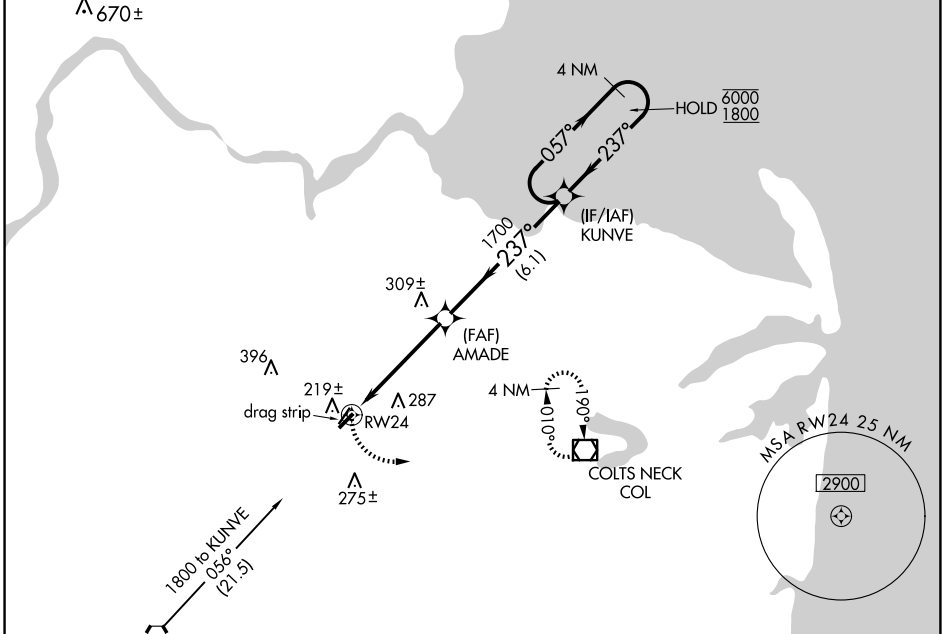 670±
4 NM
HOLD 6000
1800
057°
237°
(IF/IAF)
KUNVE
1700
237°
(6.1)
309±
(FAF)
AMADE
396
219±
287
drag strip
RW24
4 NM
010°
190°
COLTS NECK
COL
275±
MSA RW24 25 NM
2900
1800 to KUNVE
056°
(21.5)